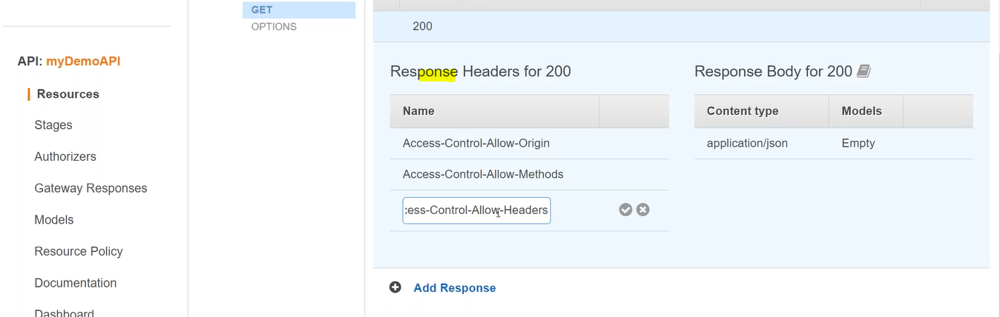 GET
OPTIONS
API: myDemoAPI
Resources
Stages
Authorizers
Gateway Responses
Models
Resource Policy
Documentation
Dashboard
200
Response Headers for 200
Name
Access-Control-Allow-Origin
Access-Control-Allow-Methods
cess-Control-Allow-Headers
Add Response
Response Body for 200
Content type Models
application/json Empty